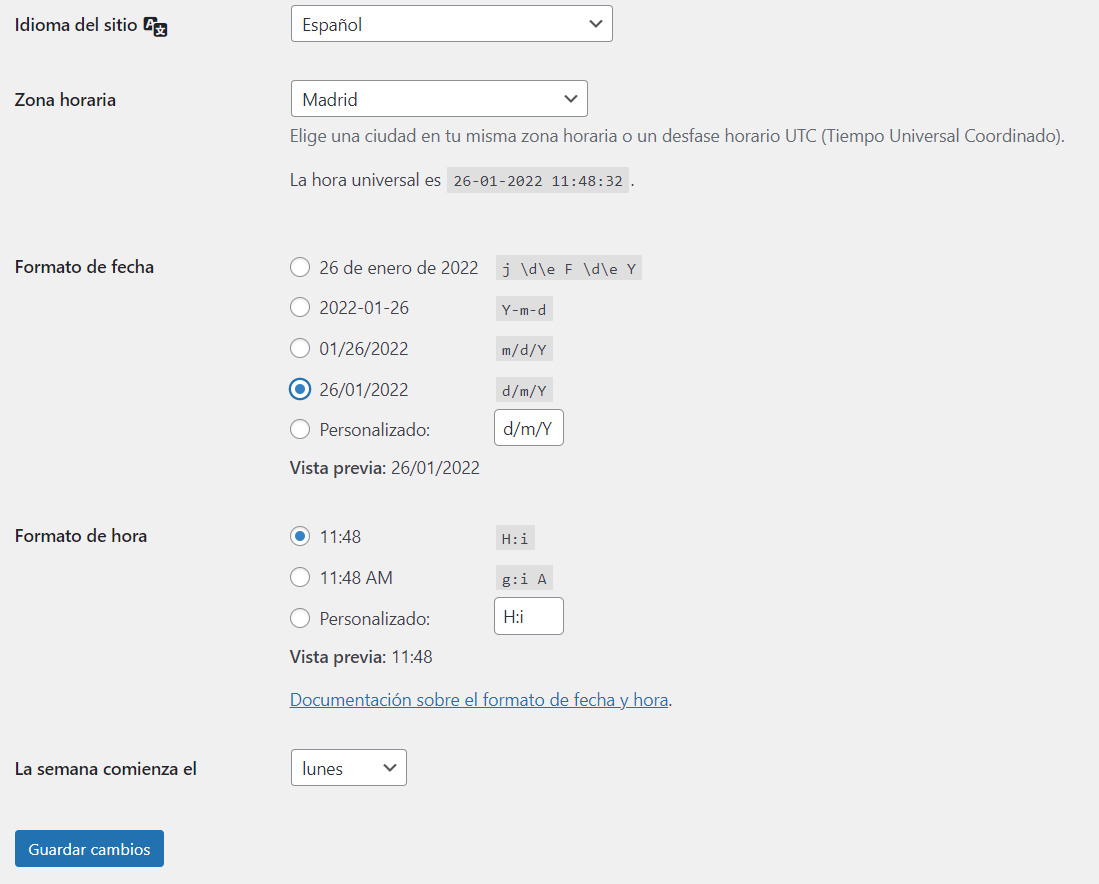 Idioma del sitio
Español
Zona horaria
Madrid
Elige una ciudad en tu misma zona horaria o un desfase horario UTC (Tiempo Universal Coordinado).
La hora universal es 26-01-2022 11:48:32 .
Formato de fecha
26 de enero de 2022 j \d\e F \d\e Y
2022-01-26 Y-m-d
01/26/2022 m/d/Y
26/01/2022 d/m/Y
Personalizado: d/m/Y
Vista previa: 26/01/2022
Formato de hora
11:48 H:i
11:48 AM g:i A
Personalizado: H:i
Vista previa: 11:48
Documentación sobre el formato de fecha y hora.
La semana comienza el
lunes
Guardar cambios